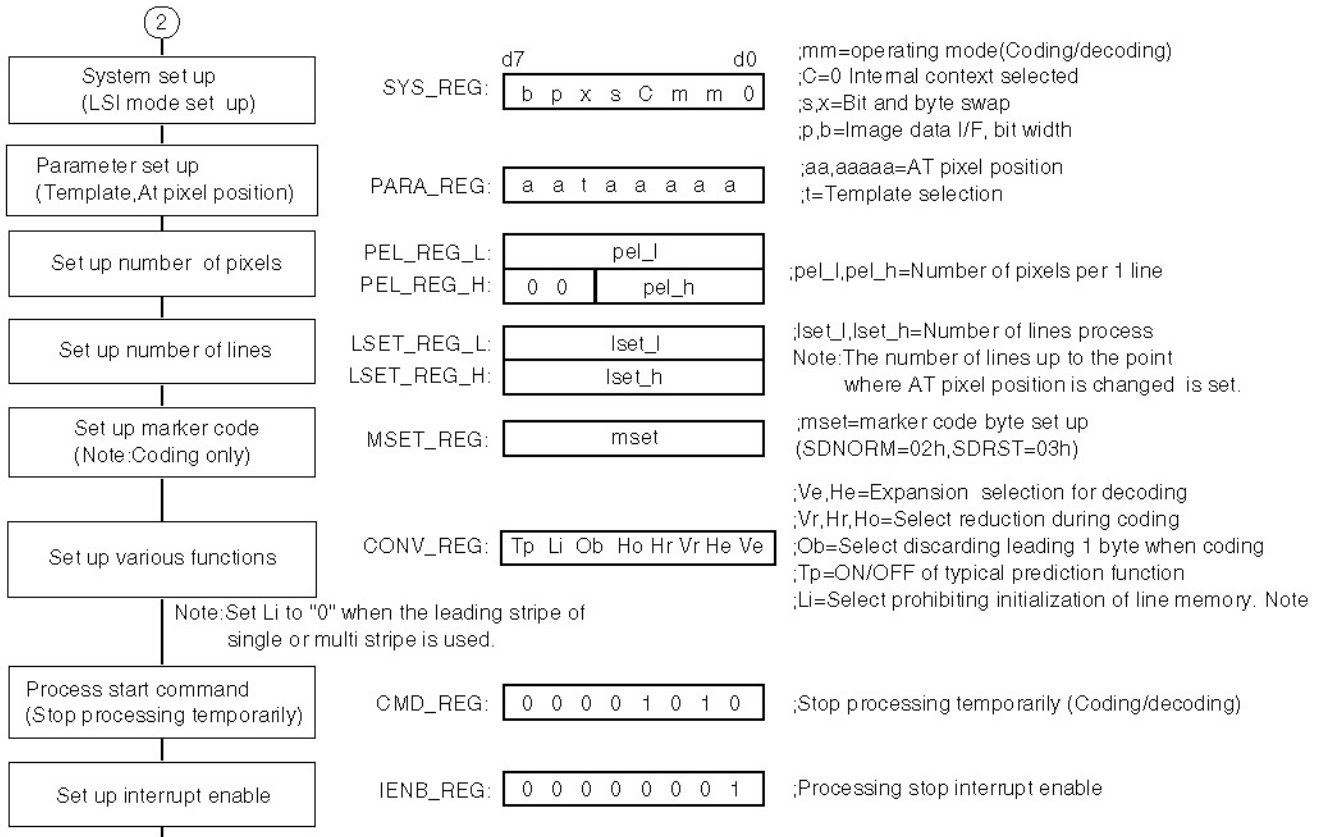 2
System set up
(LSI mode set up)
d7 d0
SYS_REG: b p x s C m m 0
;mm=operating mode(Coding/decoding)
;C=0 Internal context selected
;s,x=Bit and byte swap
;p,b=Image data I/F, bit width
Parameter set up
(Template,At pixel position)
PARA_REG: a a t a a a a a
;aa,aaaaa=AT pixel position
;t=Template selection
Set up number of pixels
PEL_REG_L: pel_l
PEL_REG_H: 0 0 pel_h
;pel_l,pel_h=Number of pixels per 1 line
Set up number of lines
LSET_REG_L: lset_l
LSET_REG_H: lset_h
;lset_l,lset_h=Number of lines process
Note:The number of lines up to the point
where AT pixel position is changed is set.
Set up marker code
(Note:Coding only)
MSET_REG: mset
;mset=marker code byte set up
(SDNORM=02h,SDRST=03h)
Set up various functions
CONV_REG: Tp Li Ob Ho Hr Vr He Ve
;Ve,He=Expansion selection for decoding
;Vr,Hr,Ho=Select reduction during coding
;Ob=Select discarding leading 1 byte when coding
;Tp=ON/OFF of typical prediction function
;Li=Select prohibiting initialization of line memory. Note
Note:Set Li to "0" when the leading stripe of
single or multi stripe is used.
Process start command
(Stop processing temporarily)
CMD_REG: 0 0 0 0 1 0 1 0
;Stop processing temporarily (Coding/decoding)
Set up interrupt enable
IENB_REG: 0 0 0 0 0 0 0 1
;Processing stop interrupt enable